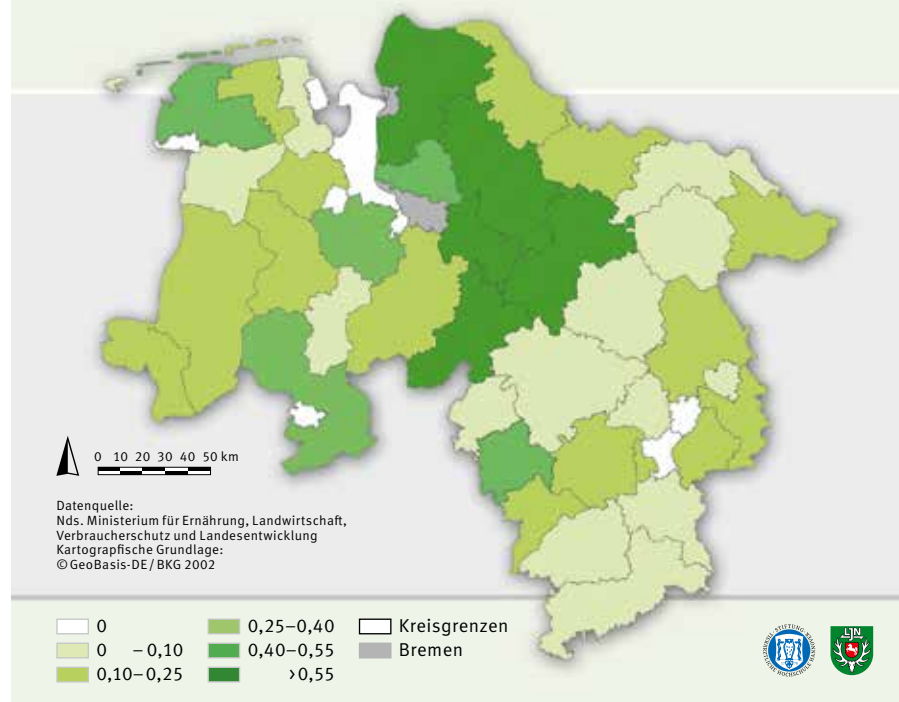 0 10 20 30 40 50 km
Datenquelle:
Nds. Ministerium für Ernährung, Landwirtschaft,
Verbraucherschutz und Landesentwicklung
Kartografische Grundlage:
© GeoBasis-DE / BKG 2002
0
0 – 0,10
0,10 – 0,25
0,25 – 0,40
0,40 – 0,55
>0,55
Kreisgrenzen
Bremen
LJN